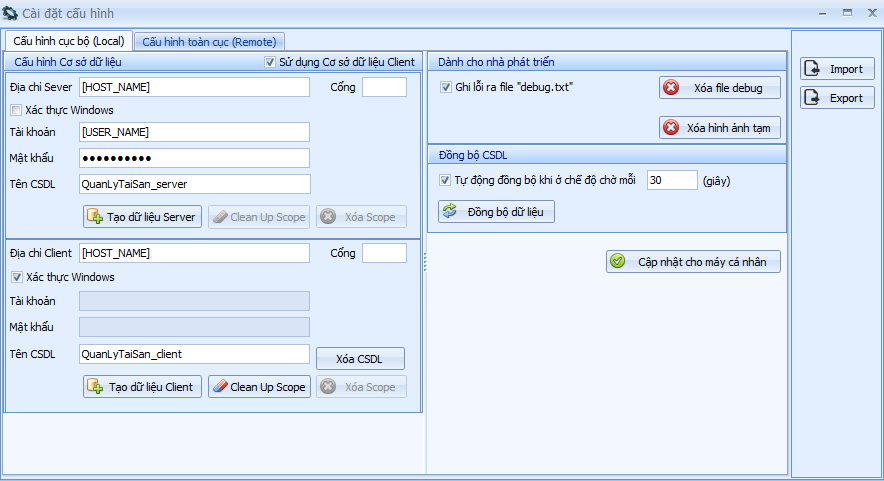 Cài đặt cấu hình
Cấu hình cục bộ (Local)
Cấu hình toàn cục (Remote)
Cấu hình Cơ sở dữ liệu
Sử dụng Cơ sở dữ liệu Client
Địa chỉ Sever [HOST_NAME] Cổng
Xác thực Windows
Tài khoản [USER_NAME]
Mật khẩu ••••••••••
Tên CSDL QuanLyTaiSan_server
Tạo dữ liệu Server Clean Up Scope Xóa Scope
Địa chỉ Client [HOST_NAME] Cổng
Xác thực Windows
Tài khoản
Mật khẩu
Tên CSDL QuanLyTaiSan_client Xóa CSDL
Tạo dữ liệu Client Clean Up Scope Xóa Scope
Dành cho nhà phát triển
Ghi lỗi ra file "debug.txt" Xóa file debug
Xóa hình ảnh tạm
Đồng bộ CSDL
Tự động đồng bộ khi ở chế độ chờ mỗi 30 (giây)
Đồng bộ dữ liệu
Cập nhật cho máy cá nhân
Import
Export